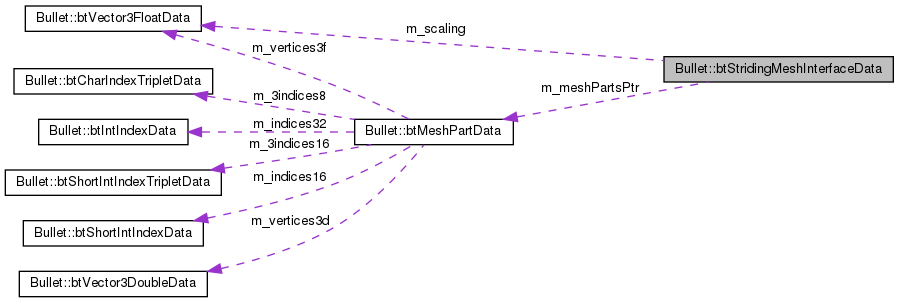 Bullet::btVector3FloatData
m_scaling
m_vertices3f
Bullet::btStridingMeshInterfaceData
Bullet::btCharIndexTripletData
m_meshPartsPtr
m_3indices8
Bullet::btIntIndexData
m_indices32
Bullet::btMeshPartData
m_3indices16
Bullet::btShortIntIndexTripletData
m_indices16
m_vertices3d
Bullet::btShortIntIndexData
Bullet::btVector3DoubleData